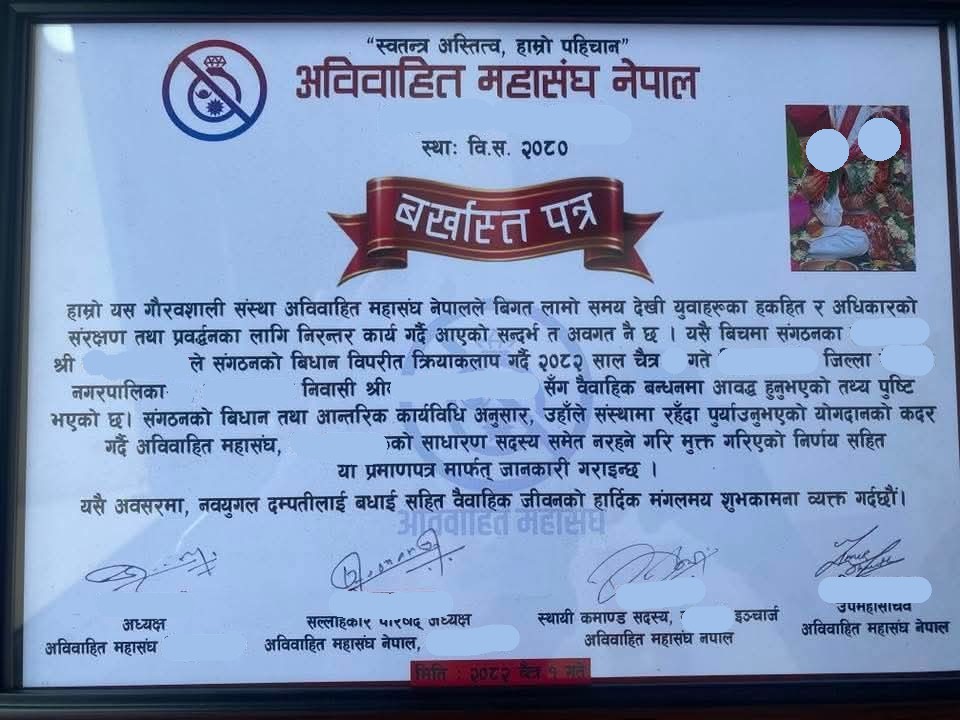 “स्वतन्त्र अस्तित्व, हाम्रो पहिचान”
अविवाहित महासंघ नेपाल
स्थाः वि.स. २०८०
बर्खास्त पत्र
हाम्रो यस गौरवशाली संस्था अविवाहित महासंघ नेपालले बिगत लामो समय देखी युवाहरूका हकहित र अधिकारको
संरक्षण तथा प्रवर्द्धनका लागि निरन्तर कार्य गर्दै आएको सन्दर्भ त अवगत नै छ । यसै बिचमा संगठनका
श्री ले संगठनको बिधान विपरीत क्रियाकलाप गर्दै २०८२ साल चैत्र गते जिल्ला
नगरपालिका निवासी श्री सँग वैवाहिक बन्धनमा आवद्ध हुनुभएको तथ्य पुष्टि
भएको छ। संगठनको बिधान तथा आन्तरिक कार्यविधि अनुसार, उहाँले संस्थामा रहँदा पुर्याउनुभएको योगदानको कदर
गर्दै अविवाहित महासंघ, को साधारण सदस्य समेत नरहने गरि मुक्त गरिएको निर्णय सहित
या प्रमाणपत्र मार्फत् जानकारी गराइन्छ ।
यसै अवसरमा, नवयुगल दम्पतीलाई बधाई सहित वैवाहिक जीवनको हार्दिक मंगलमय शुभकामना व्यक्त गर्दछौं।
अविवाहित महासंघ
अध्यक्ष
अविवाहित महासंघ
सल्लाहकार परिषद् अध्यक्ष
अविवाहित महासंघ नेपाल,
स्थायी कमाण्ड सदस्य, इञ्चार्ज
अविवाहित महासंघ नेपाल
उपमहासचिव
अविवाहित महासंघ नेपाल
मिति : २०८२ चैत्र १ गते